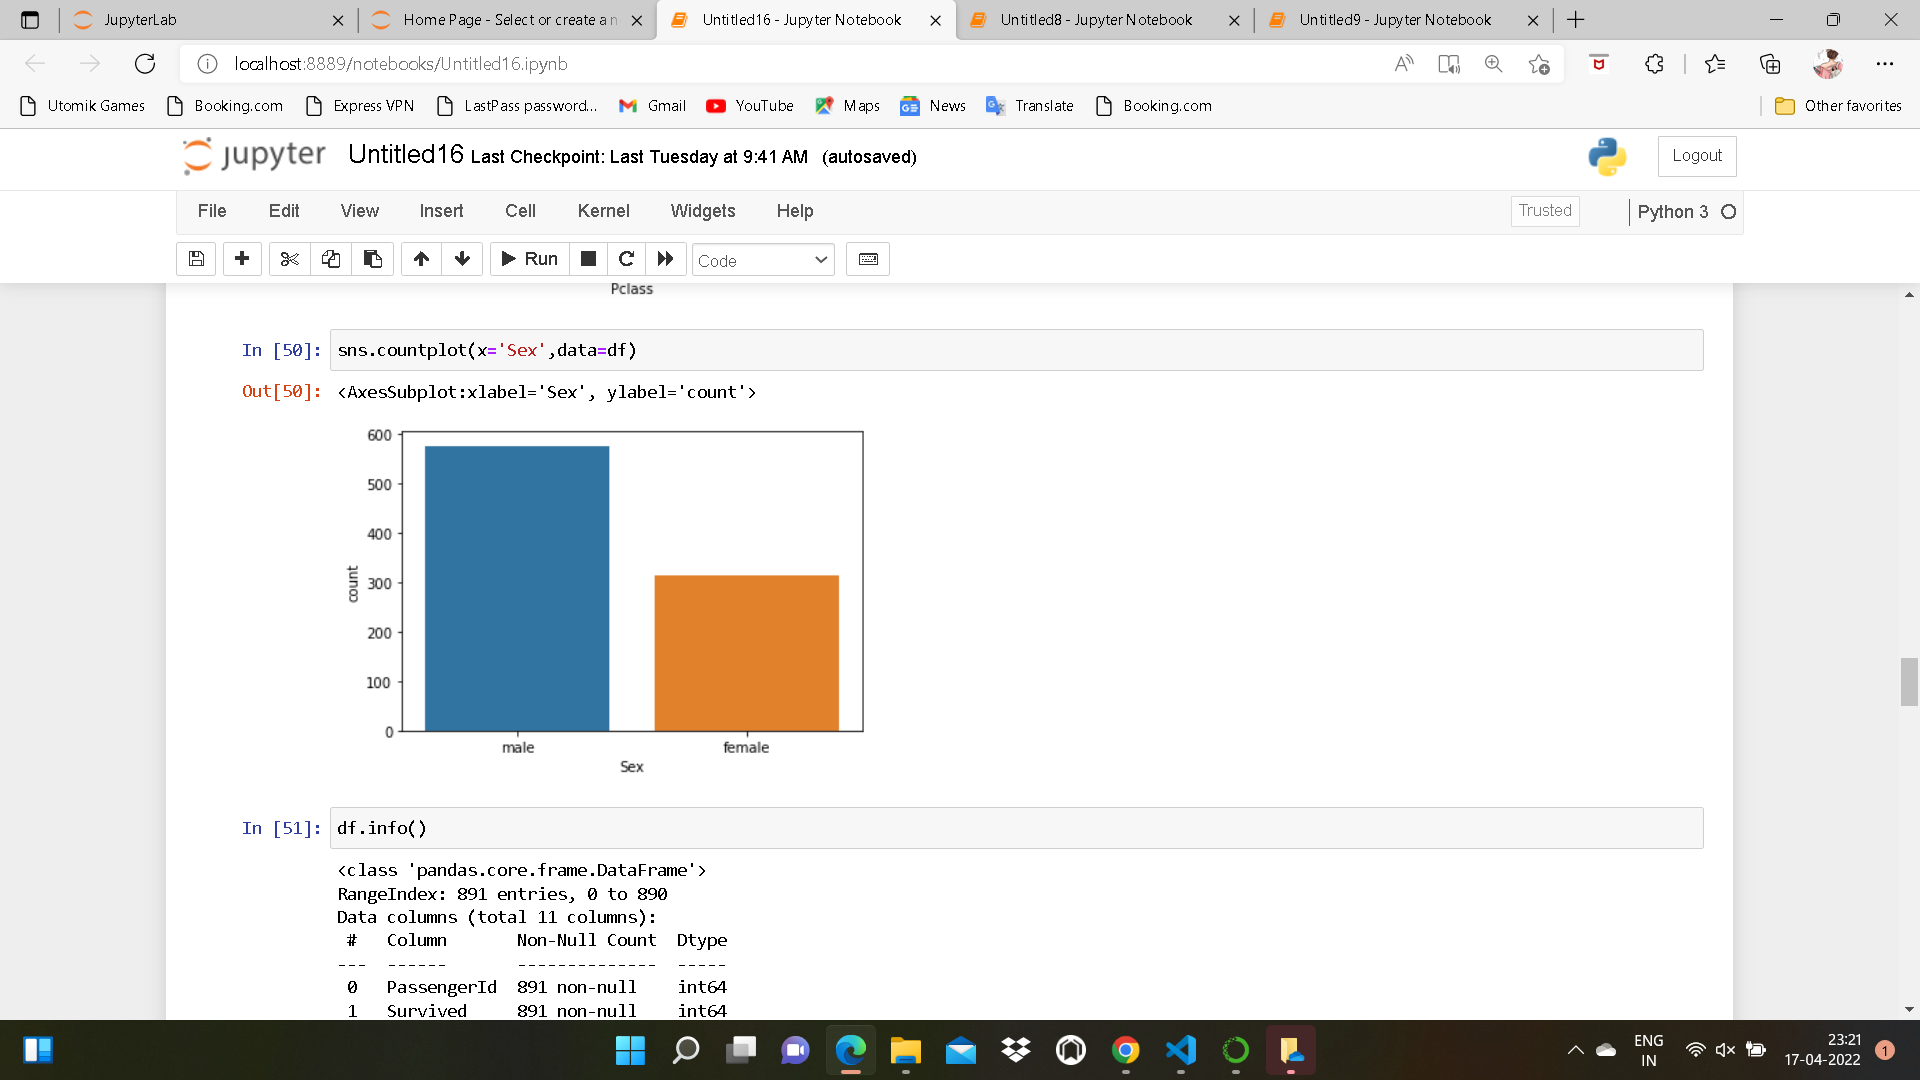 JupyterLab
Home Page - Select or create a n
Untitled16 - Jupyter Notebook
Untitled8 - Jupyter Notebook
Untitled9 - Jupyter Notebook
localhost:8889/notebooks/Untitled16.ipynb
Utomik Games
Booking.com
Express VPN
LastPass password...
Gmail
YouTube
Maps
News
Translate
Booking.com
Other favorites
jupyter Untitled16 Last Checkpoint: Last Tuesday at 9:41 AM (autosaved)
Logout
File Edit View Insert Cell Kernel Widgets Help
Trusted
Python 3
Run
Code
Pclass
In [50]: sns.countplot(x='Sex',data=df)
Out[50]: <AxesSubplot:xlabel='Sex', ylabel='count'>
600
500
400
300
200
100
0
count
male female
Sex
In [51]: df.info()
<class 'pandas.core.frame.DataFrame'>
RangeIndex: 891 entries, 0 to 890
Data columns (total 11 columns):
# Column Non-Null Count Dtype
--- ------ -------------- -----
0 PassengerId 891 non-null int64
1 Survived 891 non-null int64
ENG
IN
23:21
17-04-2022
1